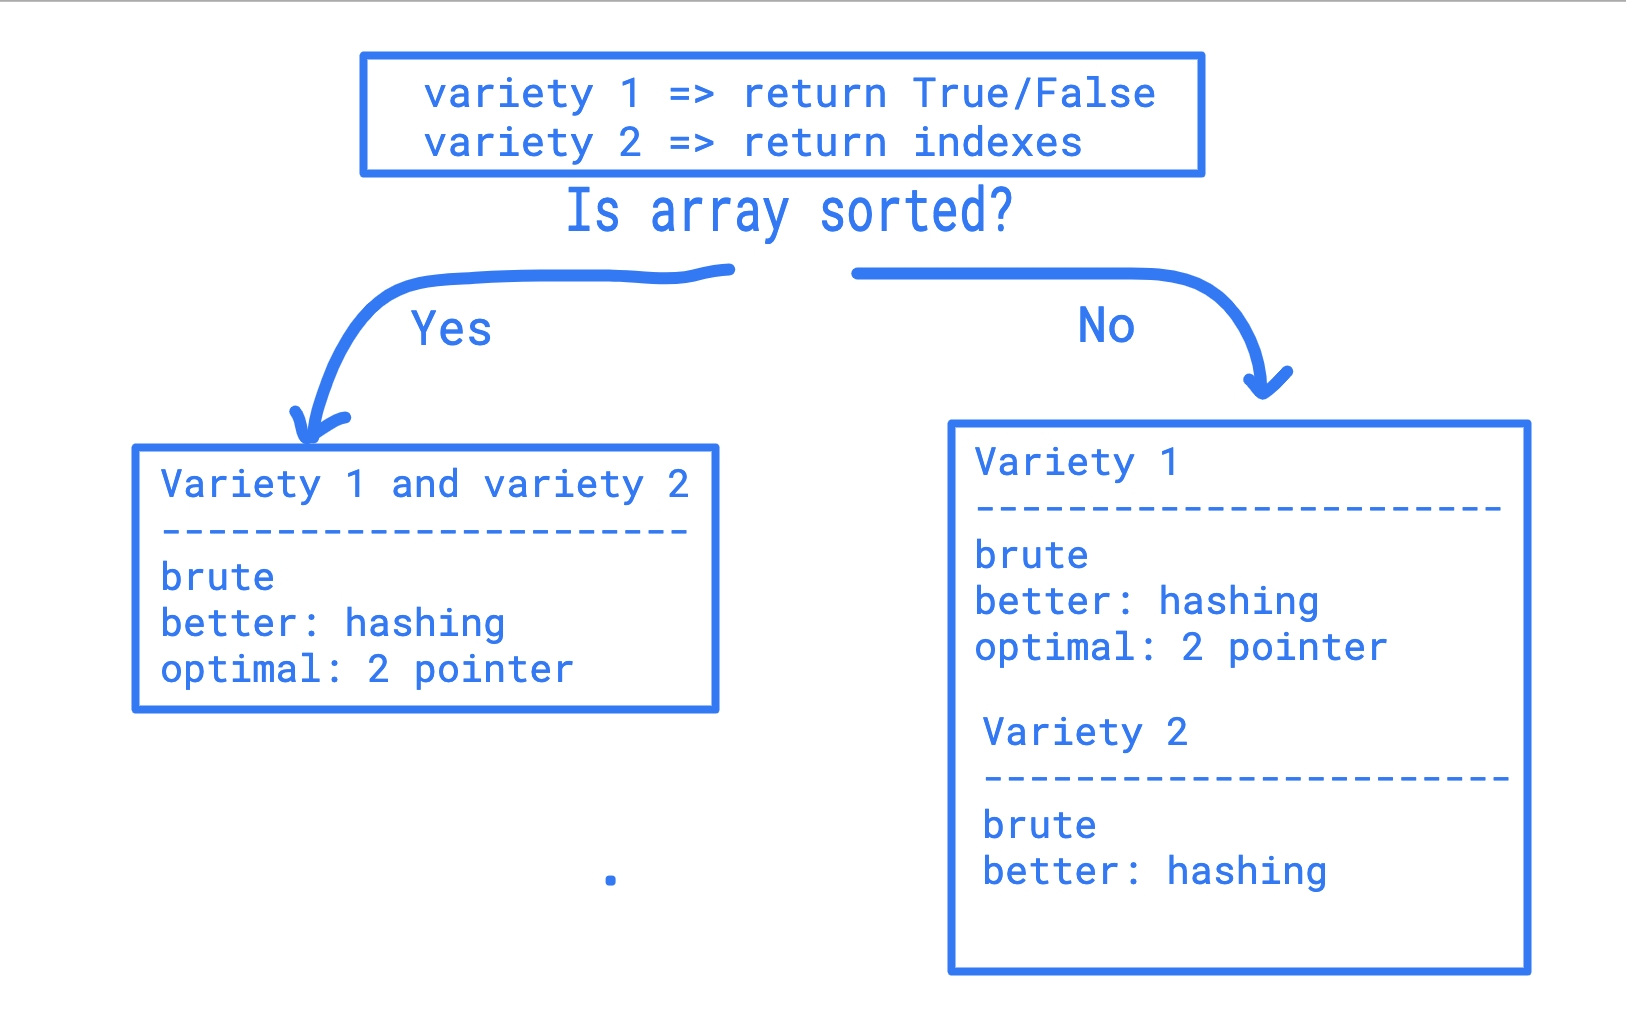 variety 1 => return True/False
variety 2 => return indexes
Is array sorted?
Yes
No
Variety 1 and variety 2
-----------------------
brute
better: hashing
optimal: 2 pointer
Variety 1
-----------------------
brute
better: hashing
optimal: 2 pointer
Variety 2
-----------------------
brute
better: hashing